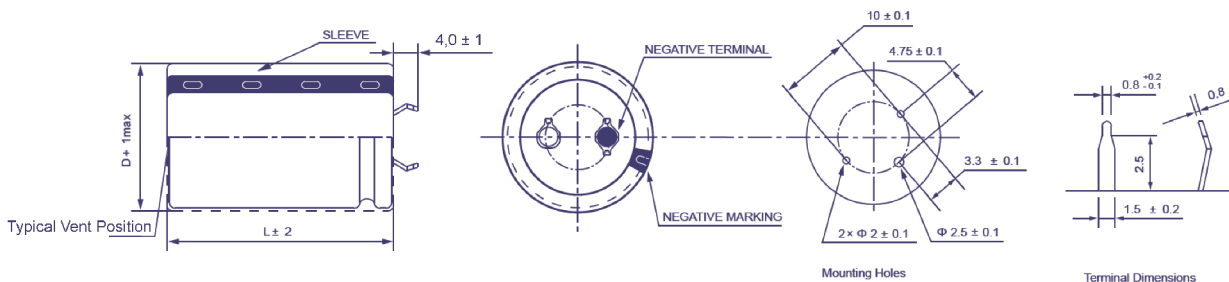 SLEEVE
4,0 ± 1
D + 1max
Typical Vent Position
L ± 2
NEGATIVE TERMINAL
NEGATIVE MARKING
10 ± 0.1
4.75 ± 0.1
3.3 ± 0.1
2× Φ 2 ± 0.1
Φ 2.5 ± 0.1
Mounting Holes
0.8 +0.2 -0.1
0.8
2.5
1.5 ± 0.2
Terminal Dimensions